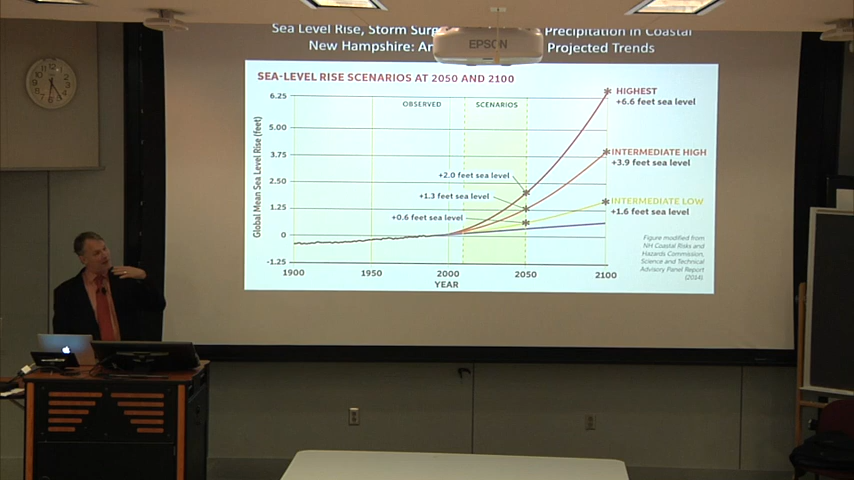 Sea Level Rise, Storm Surg Precipitation in Coastal
New Hampshire: An Projected Trends
EPSON
SEA-LEVEL RISE SCENARIOS AT 2050 AND 2100
Global Mean Sea Level Rise (feet)
6.25
5.00
3.75
2.50
1.25
0
-1.25
OBSERVED
SCENARIOS
HIGHEST
+6.6 feet sea level
INTERMEDIATE HIGH
+3.9 feet sea level
INTERMEDIATE LOW
+1.6 feet sea level
+2.0 feet sea level
+1.3 feet sea level
+0.6 feet sea level
1900
1950
2000
2050
2100
YEAR
Figure modified from
NH Coastal Risks and
Hazards Commission,
Science and Technical
Advisory Panel Report
(2014).